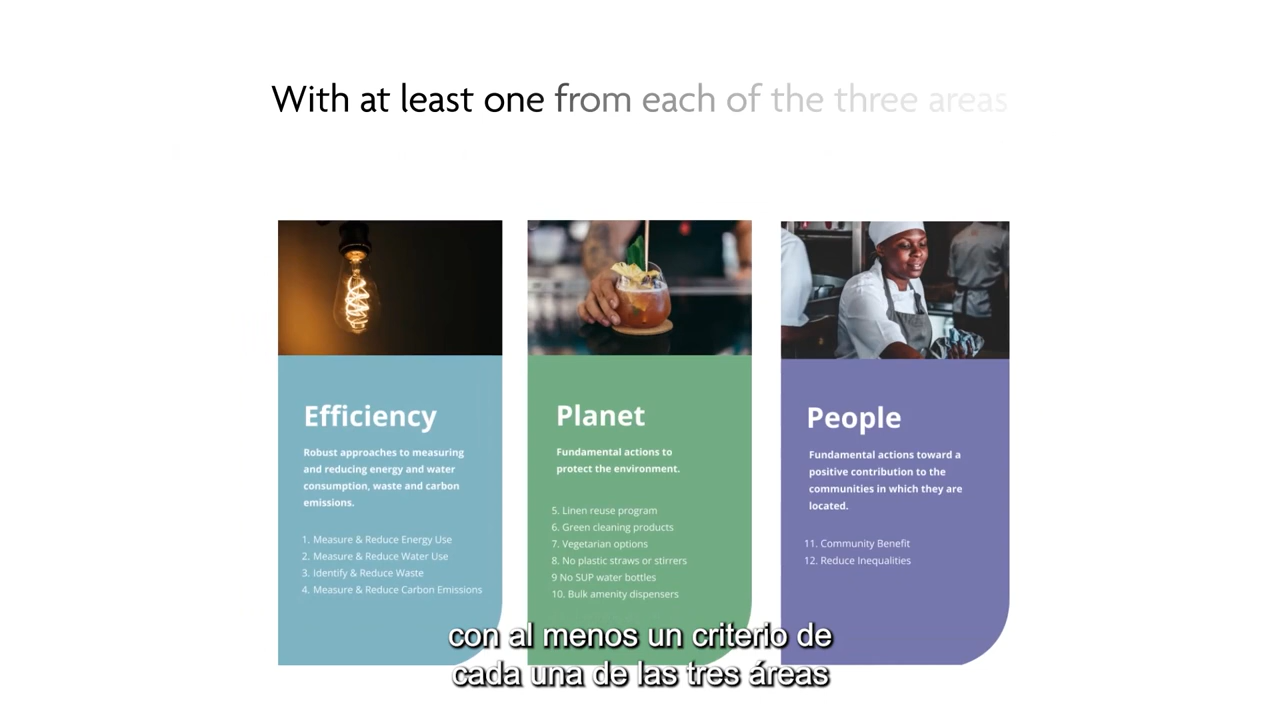 With at least one from each of the three areas
Efficiency
Robust approaches to measuring
and reducing energy and water
consumption, waste and carbon
emissions.
1. Measure & Reduce Energy Use
2. Measure & Reduce Water Use
3. Identify & Reduce Waste
4. Measure & Reduce Carbon Emissions
Planet
Fundamental actions to
protect the environment.
5. Linen reuse program
6. Green cleaning products
7. Vegetarian options
8. No plastic straws or stirrers
9 No SUP water bottles
10. Bulk amenity dispensers
People
Fundamental actions toward a
positive contribution to the
communities in which they are
located.
11. Community Benefit
12. Reduce Inequalities
con al menos un criterio de
cada una de las tres áreas